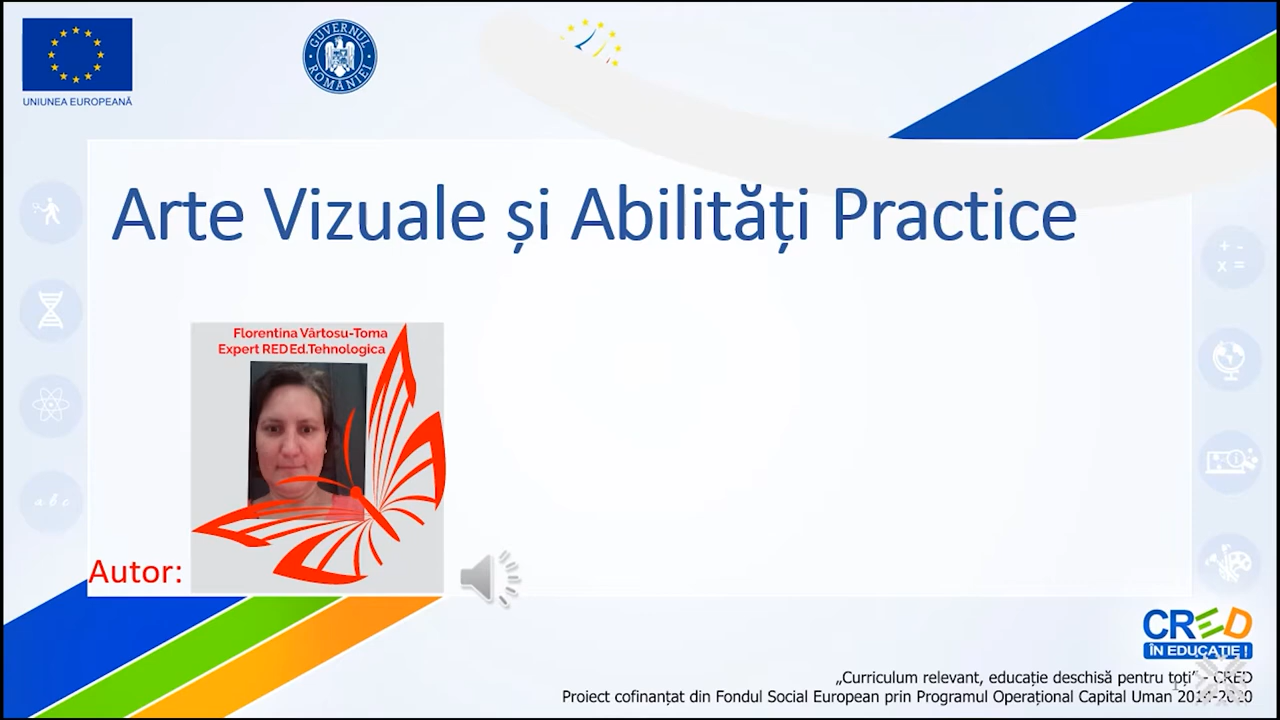 UNIUNEA EUROPEANĂ
GUVERNUL ROMÂNIEI
Arte Vizuale și Abilități Practice
Florentina Vârtosu-Toma
Expert RED Ed.Tehnologica
Autor:
a b c
+ -
x =
CRED
ÎN EDUCAȚIE !
„Curriculum relevant, educație deschisă pentru toți” - CRED
Proiect cofinanțat din Fondul Social European prin Programul Operațional Capital Uman 2014-2020